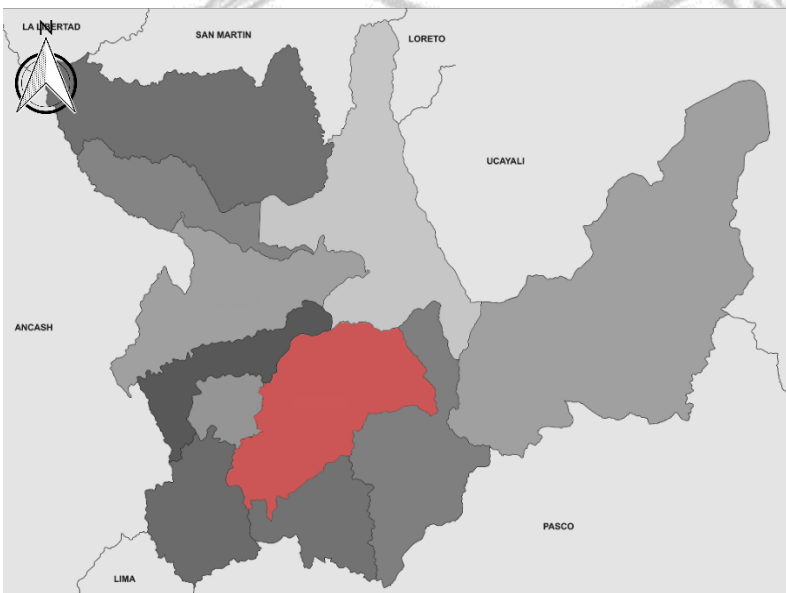 LA LIBERTAD
N
SAN MARTIN
LORETO
UCAYALI
ANCASH
PASCO
LIMA